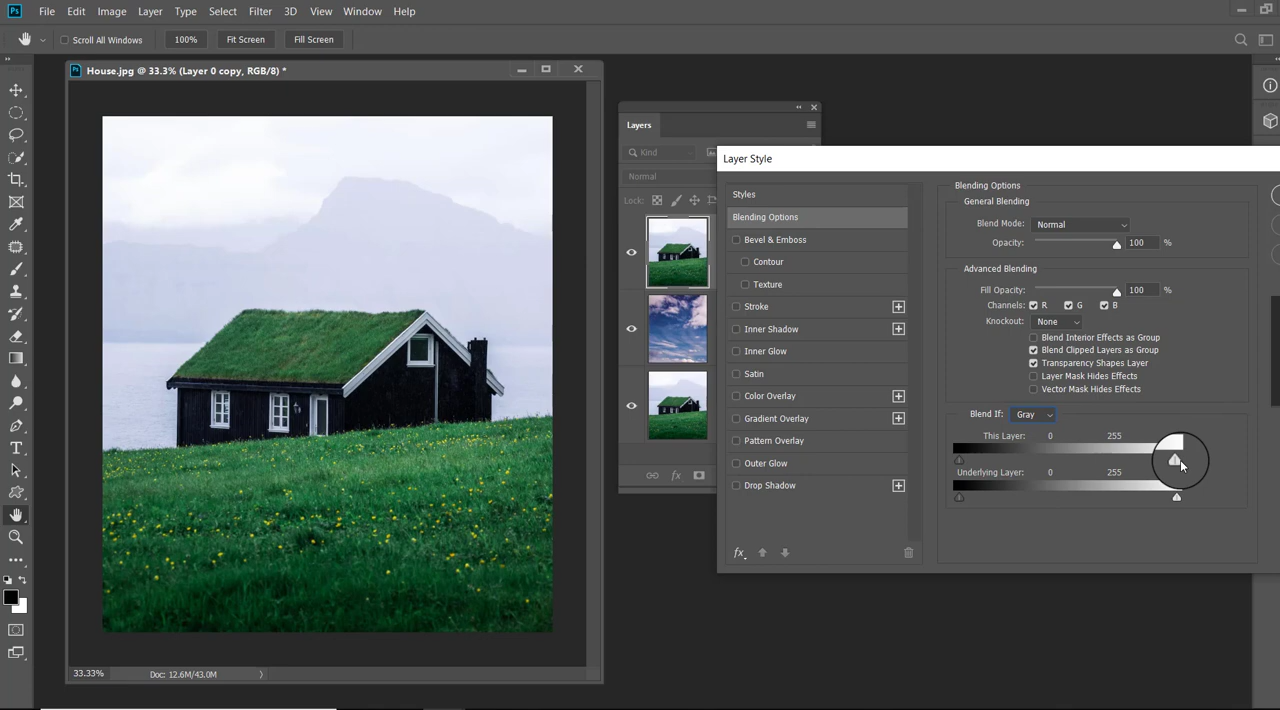 Ps File Edit Image Layer Type Select Filter 3D View Window Help
Scroll All Windows 100% Fit Screen Fill Screen
Ps House.jpg @ 33.3% (Layer 0 copy, RGB/8) *
Layers
Kind
Normal
Lock:
fx
Layer Style
Styles
Blending Options
Bevel & Emboss
Contour
Texture
Stroke
Inner Shadow
Inner Glow
Satin
Color Overlay
Gradient Overlay
Pattern Overlay
Outer Glow
Drop Shadow
fx
Blending Options
General Blending
Blend Mode: Normal
Opacity: 100 %
Advanced Blending
Fill Opacity: 100 %
Channels: R G B
Knockout: None
Blend Interior Effects as Group
Blend Clipped Layers as Group
Transparency Shapes Layer
Layer Mask Hides Effects
Vector Mask Hides Effects
Blend If: Gray
This Layer: 0 255
Underlying Layer: 0 255
33.33% Doc: 12.6M/43.0M